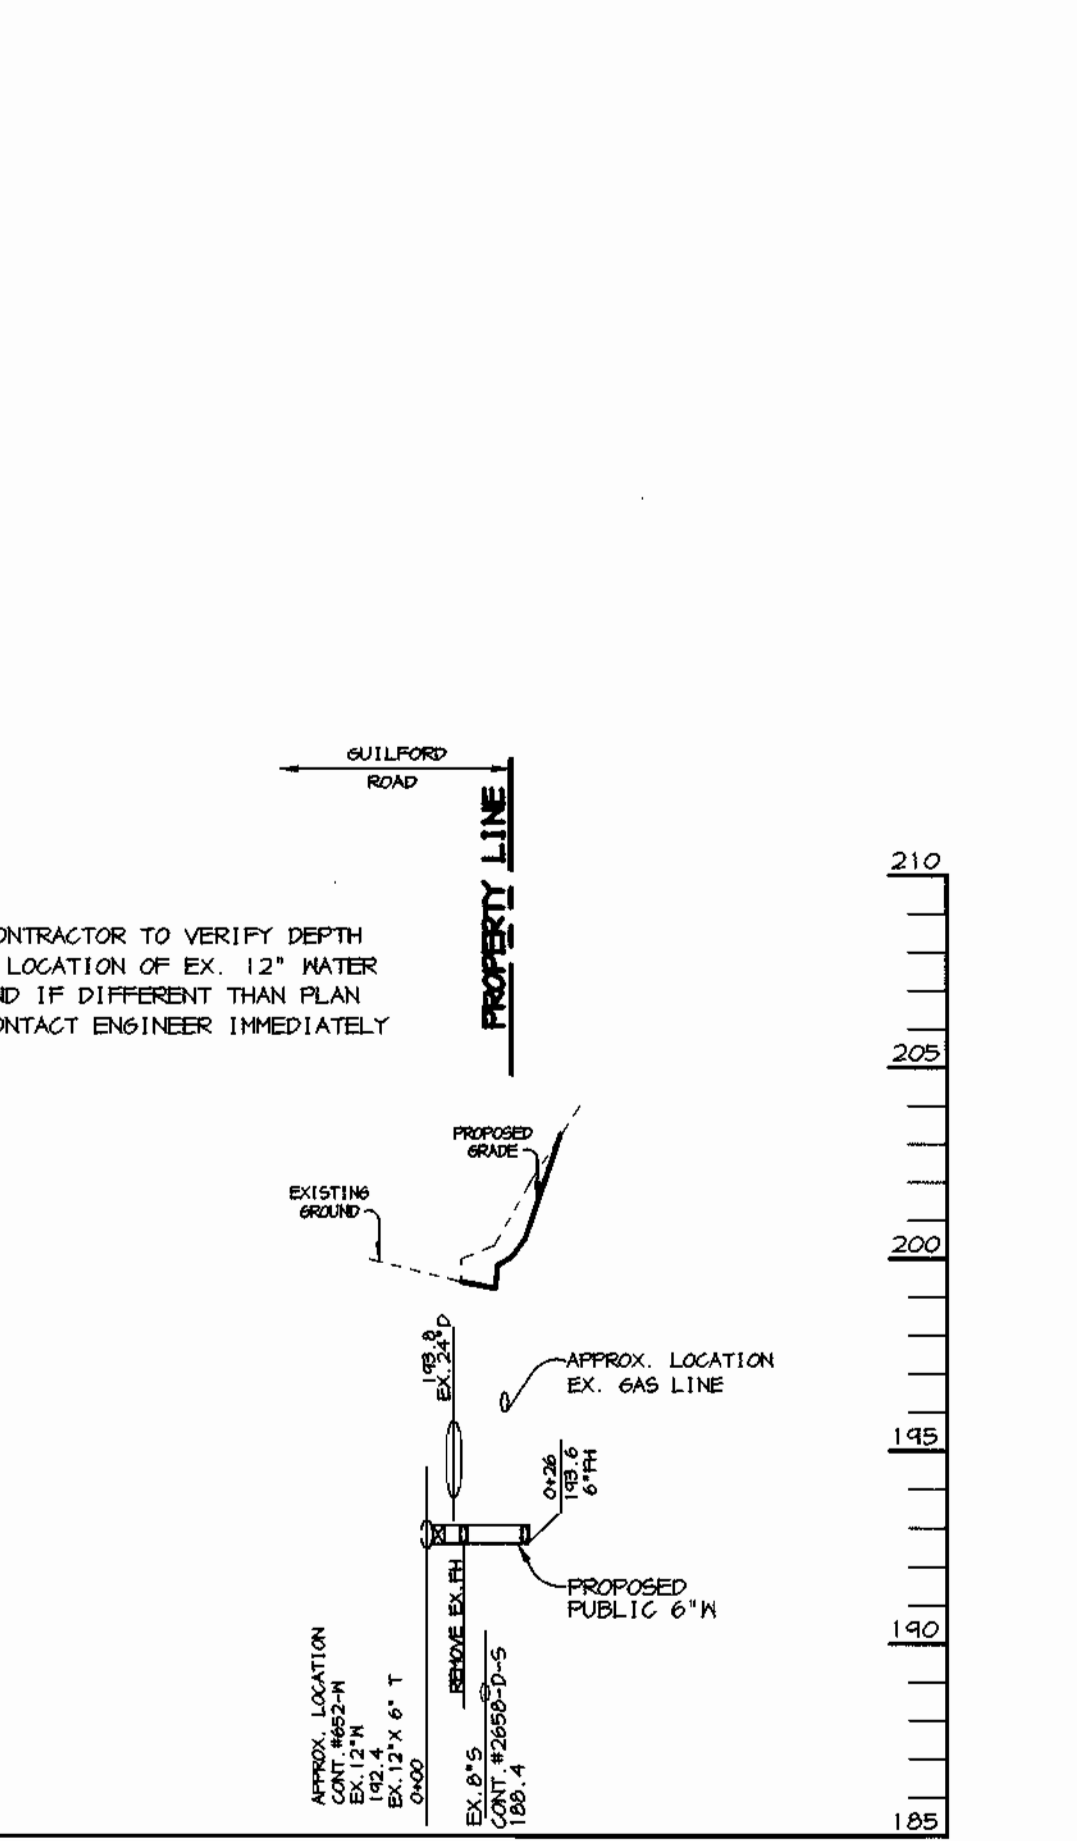 GUILFORD
ROAD
PROPERTY LINE
ONTRACTOR TO VERIFY DEPTH
LOCATION OF EX. 12" WATER
ND IF DIFFERENT THAN PLAN
ONTACT ENGINEER IMMEDIATELY
PROPOSED
GRADE
EXISTING
GROUND
193.8
EX.24"D
APPROX. LOCATION
EX. GAS LINE
0+26
193.6
6"FH
PROPOSED
PUBLIC 6"W
REMOVE EX.FH
APPROX. LOCATION
CONT.#652-W
EX.12"W
192.4
EX.12"X 6" T
0+00
EX.8"S
CONT.#2658-D-S
188.4
210
205
200
195
190
185